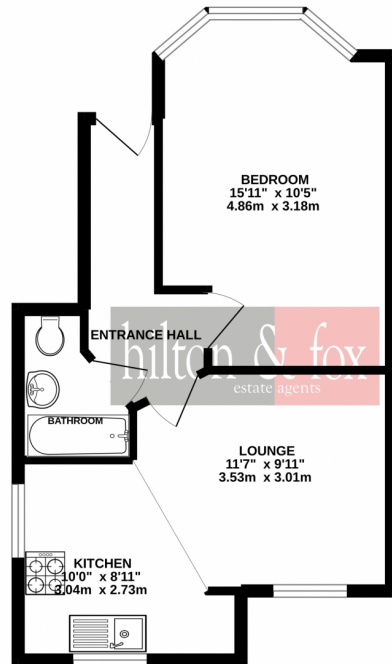 BEDROOM
15'11" x 10'5"
4.86m x 3.18m
ENTRANCE HALL
hilton & fox
estate agents
BATHROOM
LOUNGE
11'7" x 9'11"
3.53m x 3.01m
KITCHEN
10'0" x 8'11"
3.04m x 2.73m